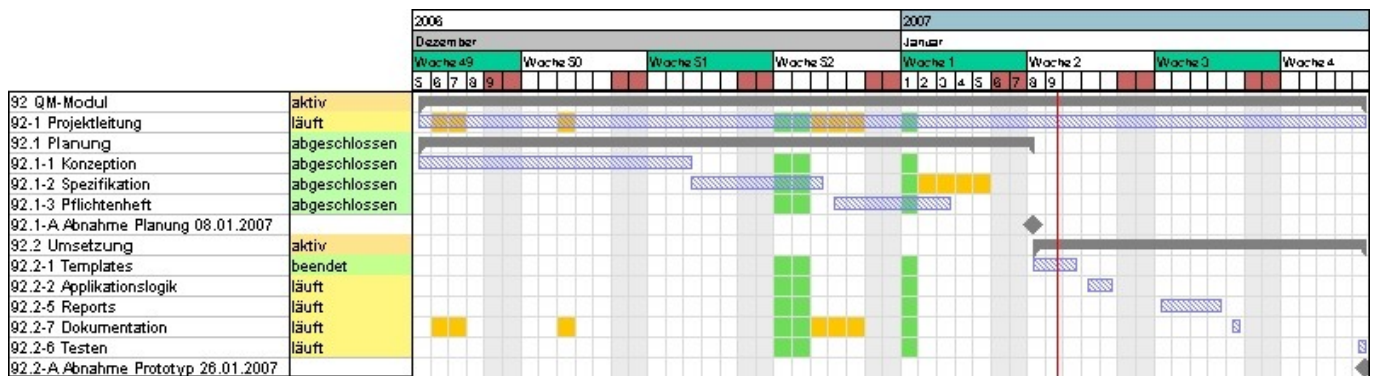 2006 2007
Dezember Januar
Woche 49 Woche 50 Woche 51 Woche 52 Woche 1 Woche 2 Woche 3 Woche 4
5 6 7 8 9 1 2 3 4 5 6 7 8 9
92 QM-Modul aktiv
92-1 Projektleitung läuft
92.1 Planung abgeschlossen
92.1-1 Konzeption abgeschlossen
92.1-2 Spezifikation abgeschlossen
92.1-3 Pflichtenheft abgeschlossen
92.1-A Abnahme Planung 08.01.2007
92.2 Umsetzung aktiv
92.2-1 Templates beendet
92.2-2 Applikationslogik läuft
92.2-5 Reports läuft
92.2-7 Dokumentation läuft
92.2-6 Testen läuft
92.2-A Abnahme Prototyp 26.01.2007